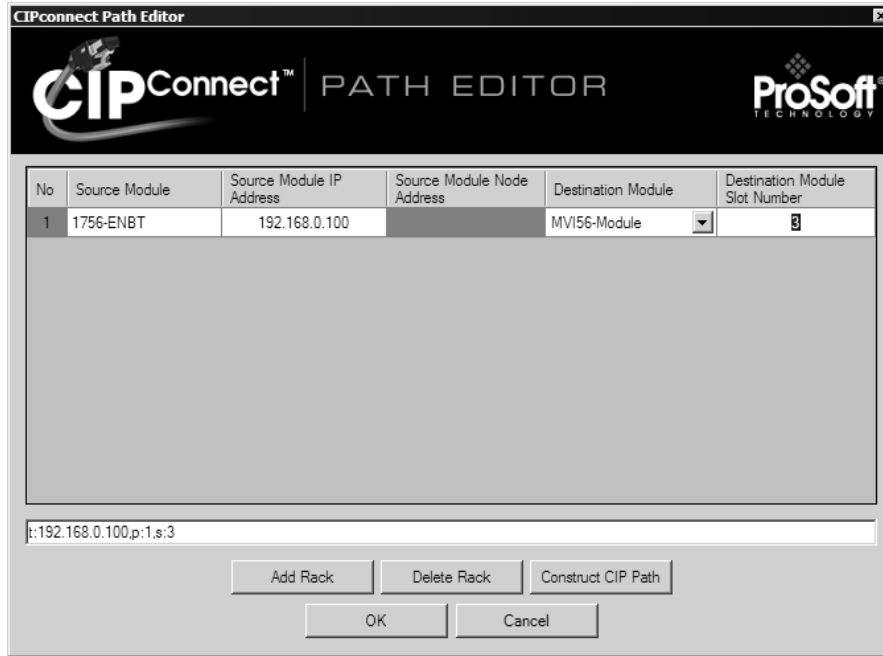 CIPconnect Path Editor
CIPConnect™ PATH EDITOR
ProSoft®
TECHNOLOGY
No Source Module Source Module IP Address Source Module Node Address Destination Module Destination Module Slot Number
1 1756-ENBT 192.168.0.100 MVI56-Module 3
t:192.168.0.100,p:1,s:3
Add Rack Delete Rack Construct CIP Path
OK Cancel